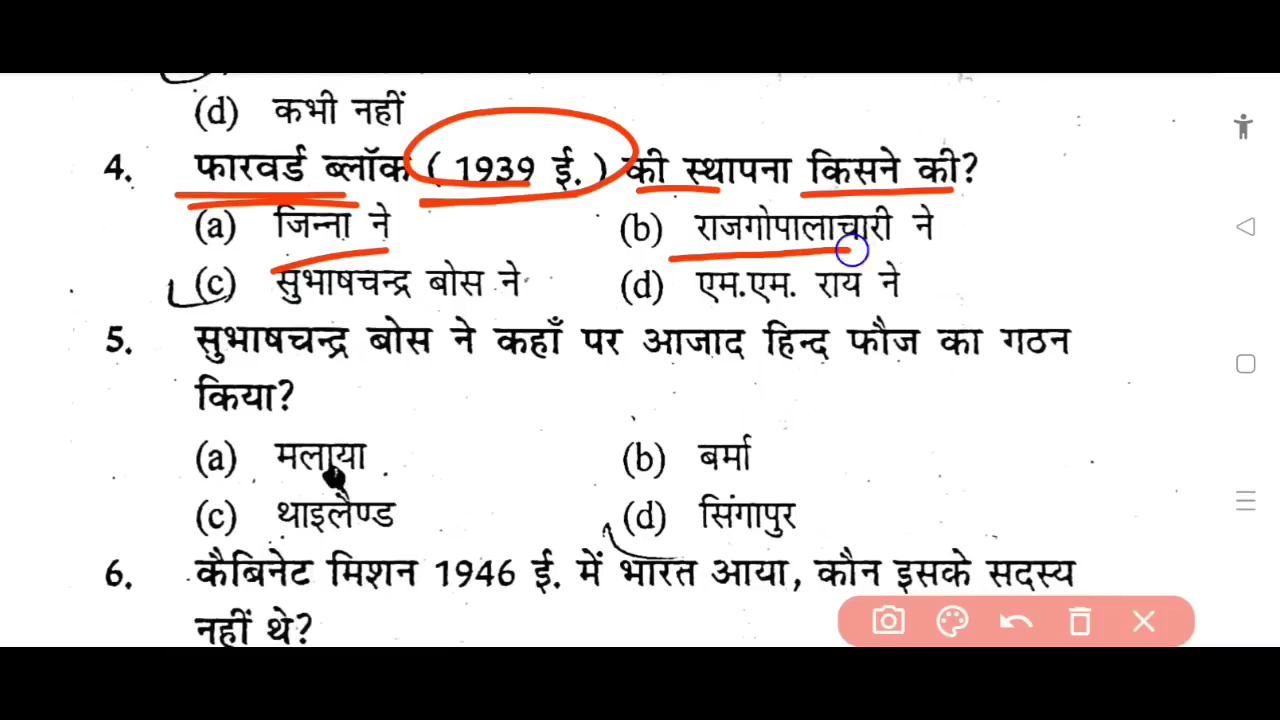 (d) कभी नहीं
4. फारवर्ड ब्लॉक ( 1939 ई. ) की स्थापना किसने की?
(a) जिन्ना ने (b) राजगोपालाचारी ने
(c) सुभाषचन्द्र बोस ने (d) एम.एम. राय ने
5. सुभाषचन्द्र बोस ने कहाँ पर आजाद हिन्द फौज का गठन
किया?
(a) मलाया (b) बर्मा
(c) थाइलैण्ड (d) सिंगापुर
6. कैबिनेट मिशन 1946 ई. में भारत आया, कौन इसके सदस्य
नहीं थे?